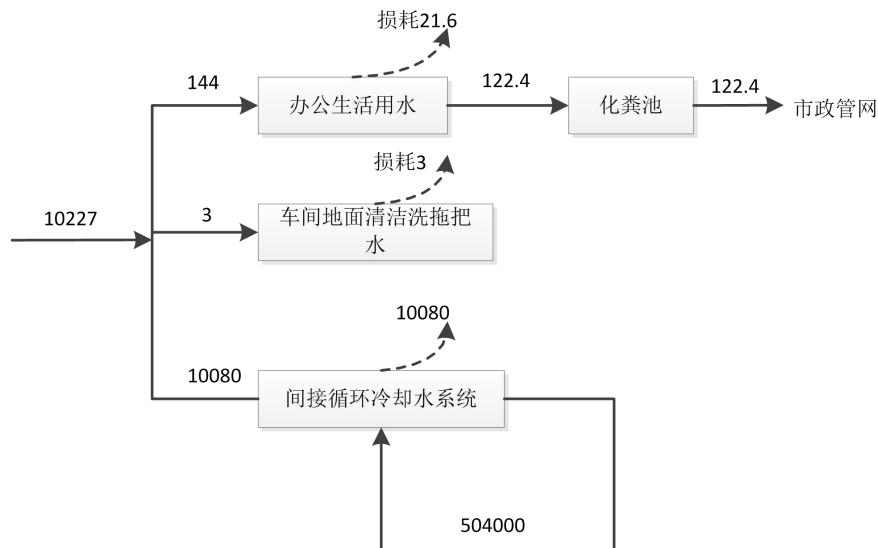 损耗21.6
144
办公生活用水
122.4
化粪池
122.4
市政管网
损耗3
10227
3
车间地面清洁洗拖把
水
10080
10080
间接循环冷却水系统
504000